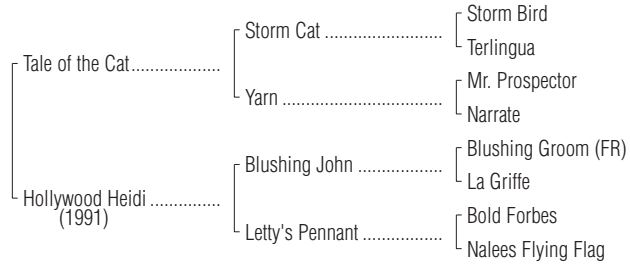 Storm Bird
Storm Cat ........................
Terlingua
Tale of the Cat..................
Mr. Prospector
Yarn ................................
Narrate
Blushing Groom (FR)
Blushing John .................
La Griffe
Hollywood Heidi ..............
(1991)
Bold Forbes
Letty's Pennant ................
Nalees Flying Flag